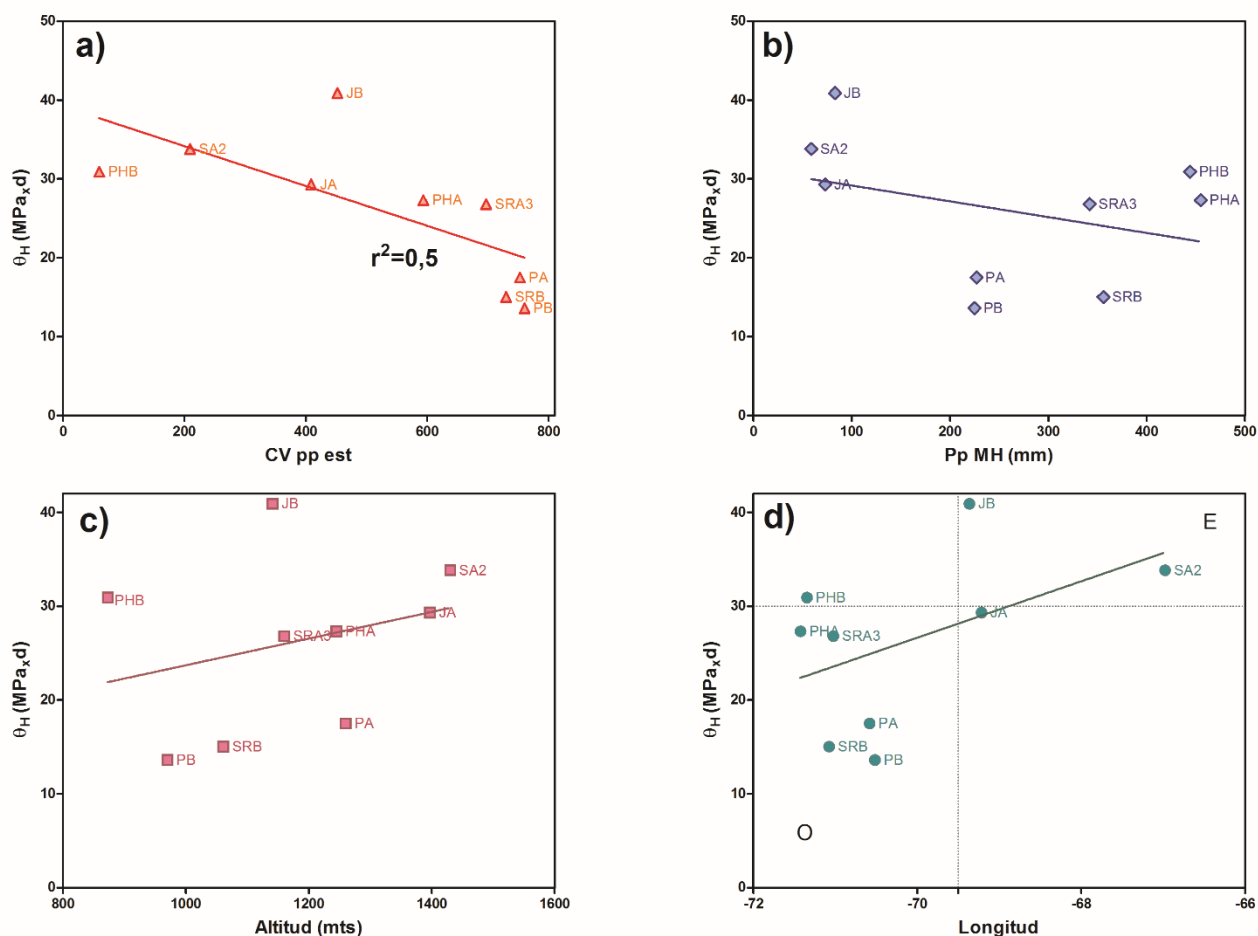 a)
50
40
30
20
10
0
θH (MPaxd)
JB
SA2
PHB
JA
PHA
SRA3
r²=0,5
PA
SRB
PB
0 200 400 600 800
CV pp est
b)
50
40
30
20
10
0
θH (MPaxd)
JB
SA2
JA
PHB
PHA
SRA3
PA
PB
SRB
0 100 200 300 400 500
Pp MH (mm)
c)
40
30
20
10
0
θH (MPaxd)
JB
SA2
PHB
JA
SRA3
PHA
PA
SRB
PB
800 1000 1200 1400 1600
Altitud (mts)
d)
40
30
20
10
0
θH (MPaxd)
JB
E
SA2
PHB
JA
PHA
SRA3
PA
SRB
PB
O
-72 -70 -68 -66
Longitud